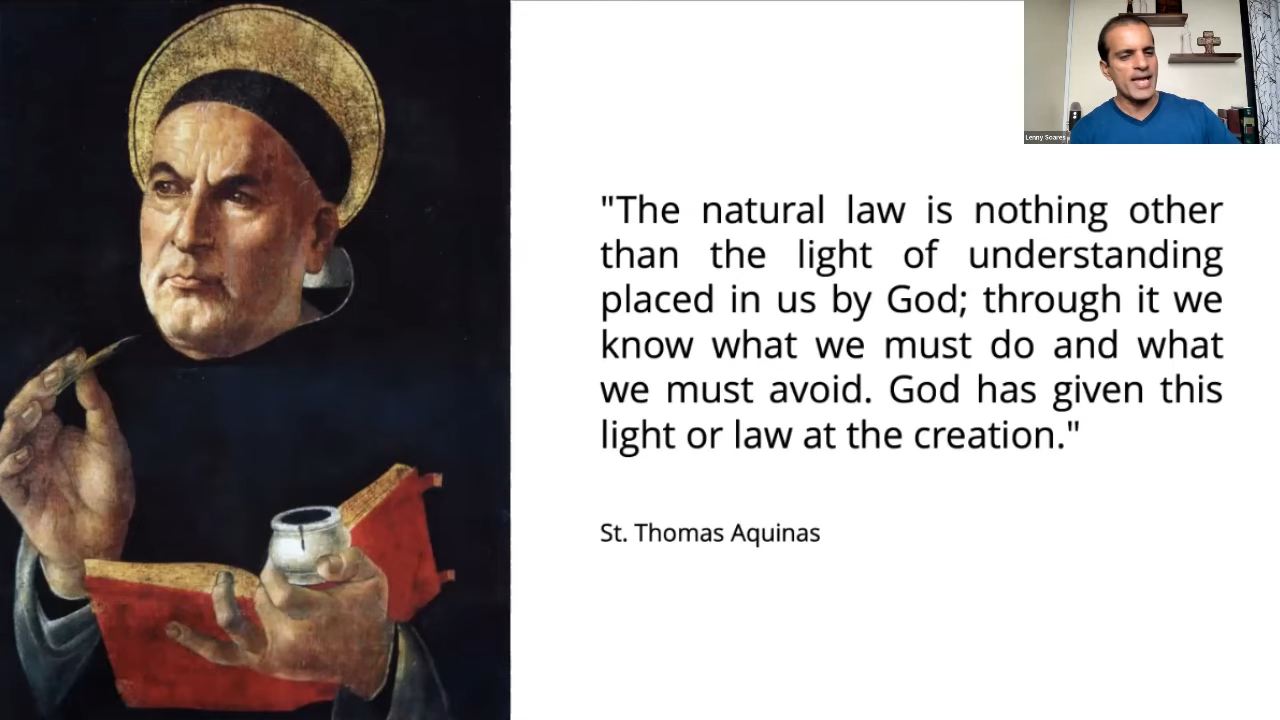 Lenny Soares
"The natural law is nothing other
than the light of understanding
placed in us by God; through it we
know what we must do and what
we must avoid. God has given this
light or law at the creation."
St. Thomas Aquinas